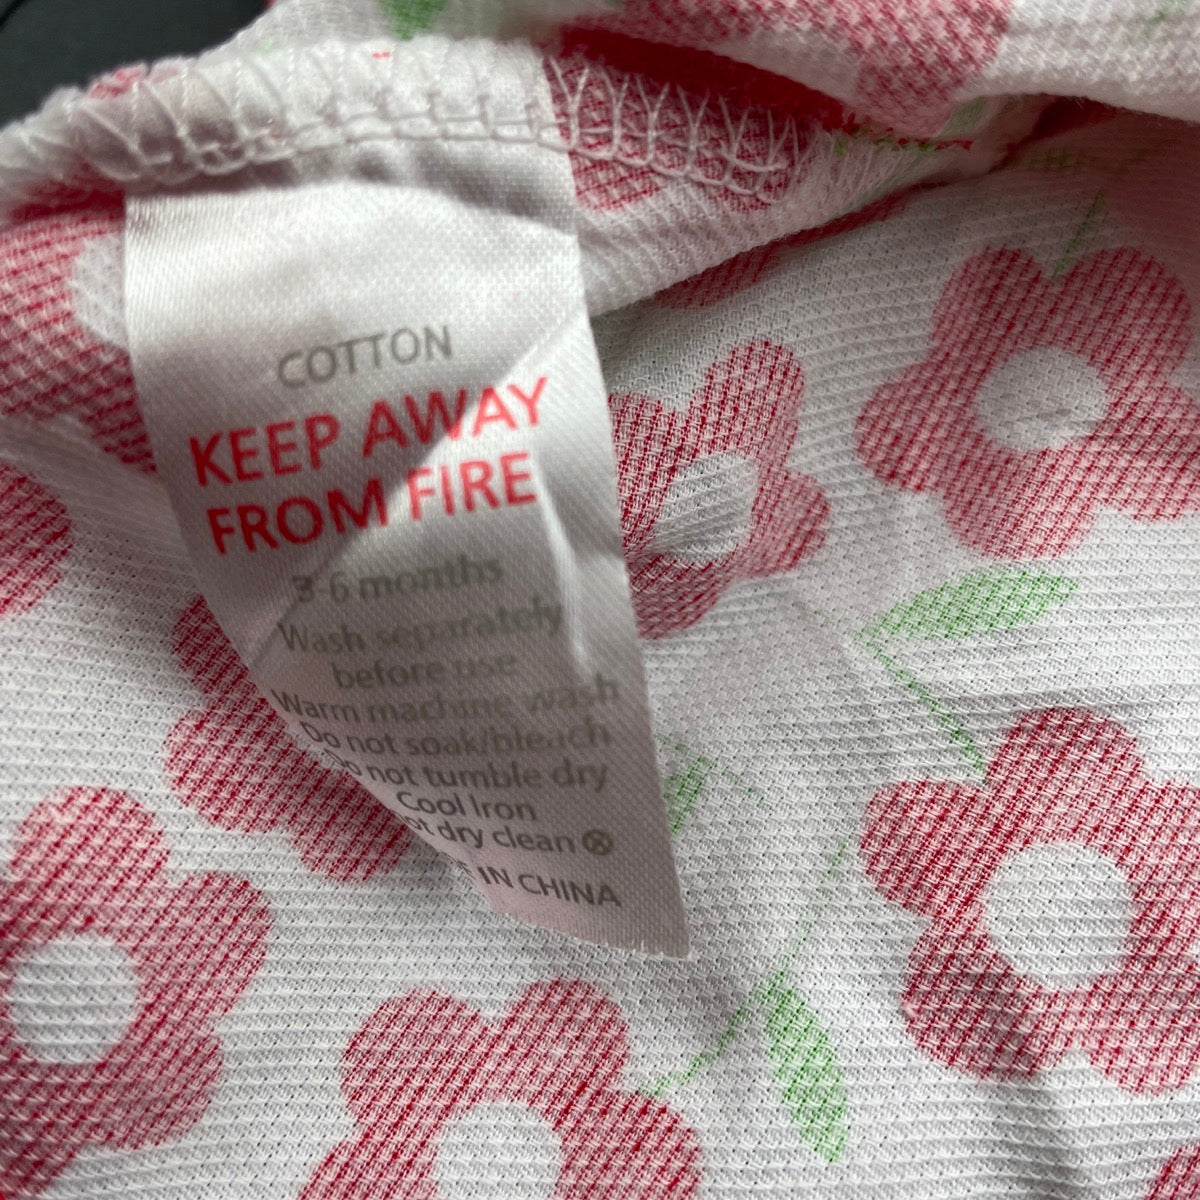 COTTON
KEEP AWAY
FROM FIRE
3-6 months
Wash separately
before use
Warm machine wash
Do not soak/bleach
Do not tumble dry
Cool Iron
dry clean
IN CHINA